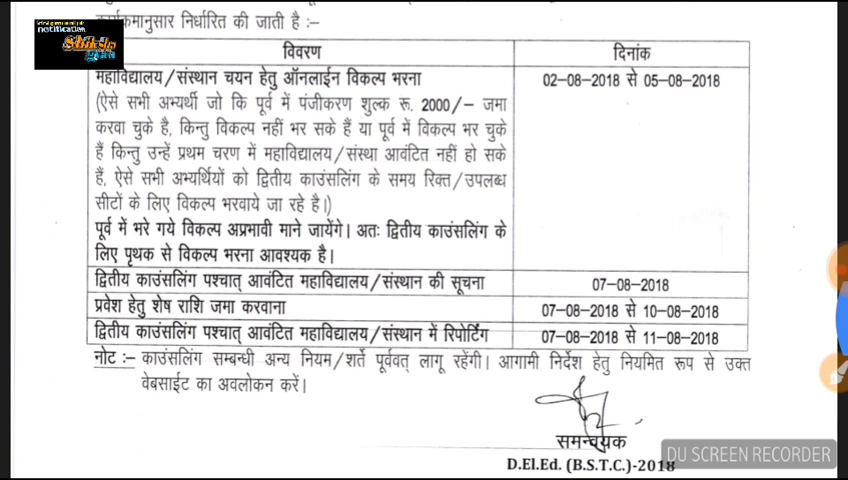 notification
कार्यक्रमानुसार निर्धारित की जाती है :–
विवरण
दिनांक
महाविद्यालय/संस्थान चयन हेतु ऑनलाईन विकल्प भरना
02–08–2018 से 05–08–2018
(ऐसे सभी अभ्यर्थी जो कि पूर्व में पंजीकरण शुल्क रू. 2000/– जमा
करवा चुके है, किन्तु विकल्प नहीं भर सके हैं या पूर्व में विकल्प भर चुके
हैं किन्तु उन्हें प्रथम चरण में महाविद्यालय/संस्था आवंटित नहीं हो सके
हैं, ऐसे सभी अभ्यर्थियों को द्वितीय काउंसलिंग के समय रिक्त/उपलब्ध
सीटों के लिए विकल्प भरवाये जा रहे है।)
पूर्व में भरे गये विकल्प अप्रभावी माने जायेंगे। अतः द्वितीय काउंसलिंग के
लिए पृथक से विकल्प भरना आवश्यक है।
द्वितीय काउंसलिंग पश्चात् आवंटित महाविद्यालय/संस्थान की सूचना
07–08–2018
प्रवेश हेतु शेष राशि जमा करवाना
07–08–2018 से 10–08–2018
द्वितीय काउंसलिंग पश्चात् आवंटित महाविद्यालय/संस्थान में रिपोर्टिंग
07–08–2018 से 11–08–2018
नोट :– काउंसलिंग सम्बन्धी अन्य नियम/शर्ते पूर्ववत् लागू रहेंगी। आगामी निर्देश हेतु नियमित रूप से उक्त
वेबसाईट का अवलोकन करें।
समन्वयक
D.El.Ed. (B.S.T.C.)-2018
DU SCREEN RECORDER